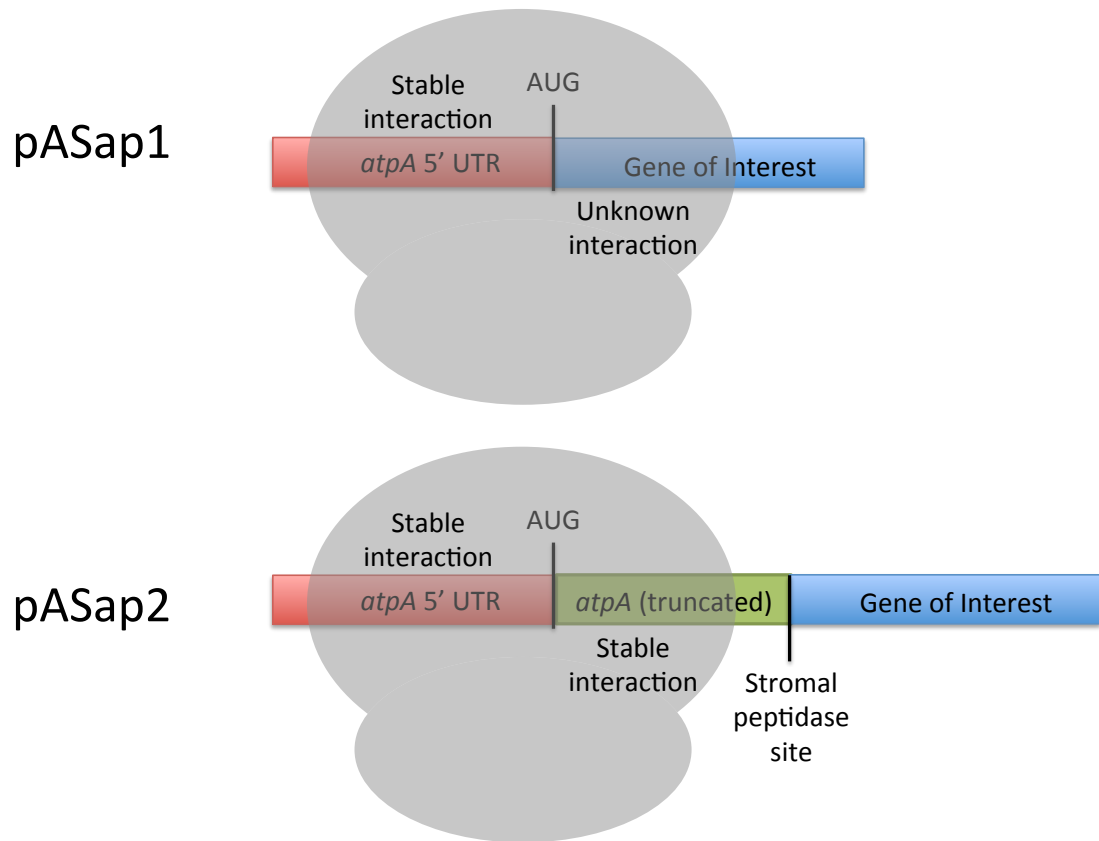 pASap1
Stable
interaction
AUG
atpA 5’ UTR
Gene of Interest
Unknown
interaction
pASap2
Stable
interaction
AUG
atpA 5’ UTR
atpA (truncated)
Gene of Interest
Stable
interaction
Stromal
peptidase
site